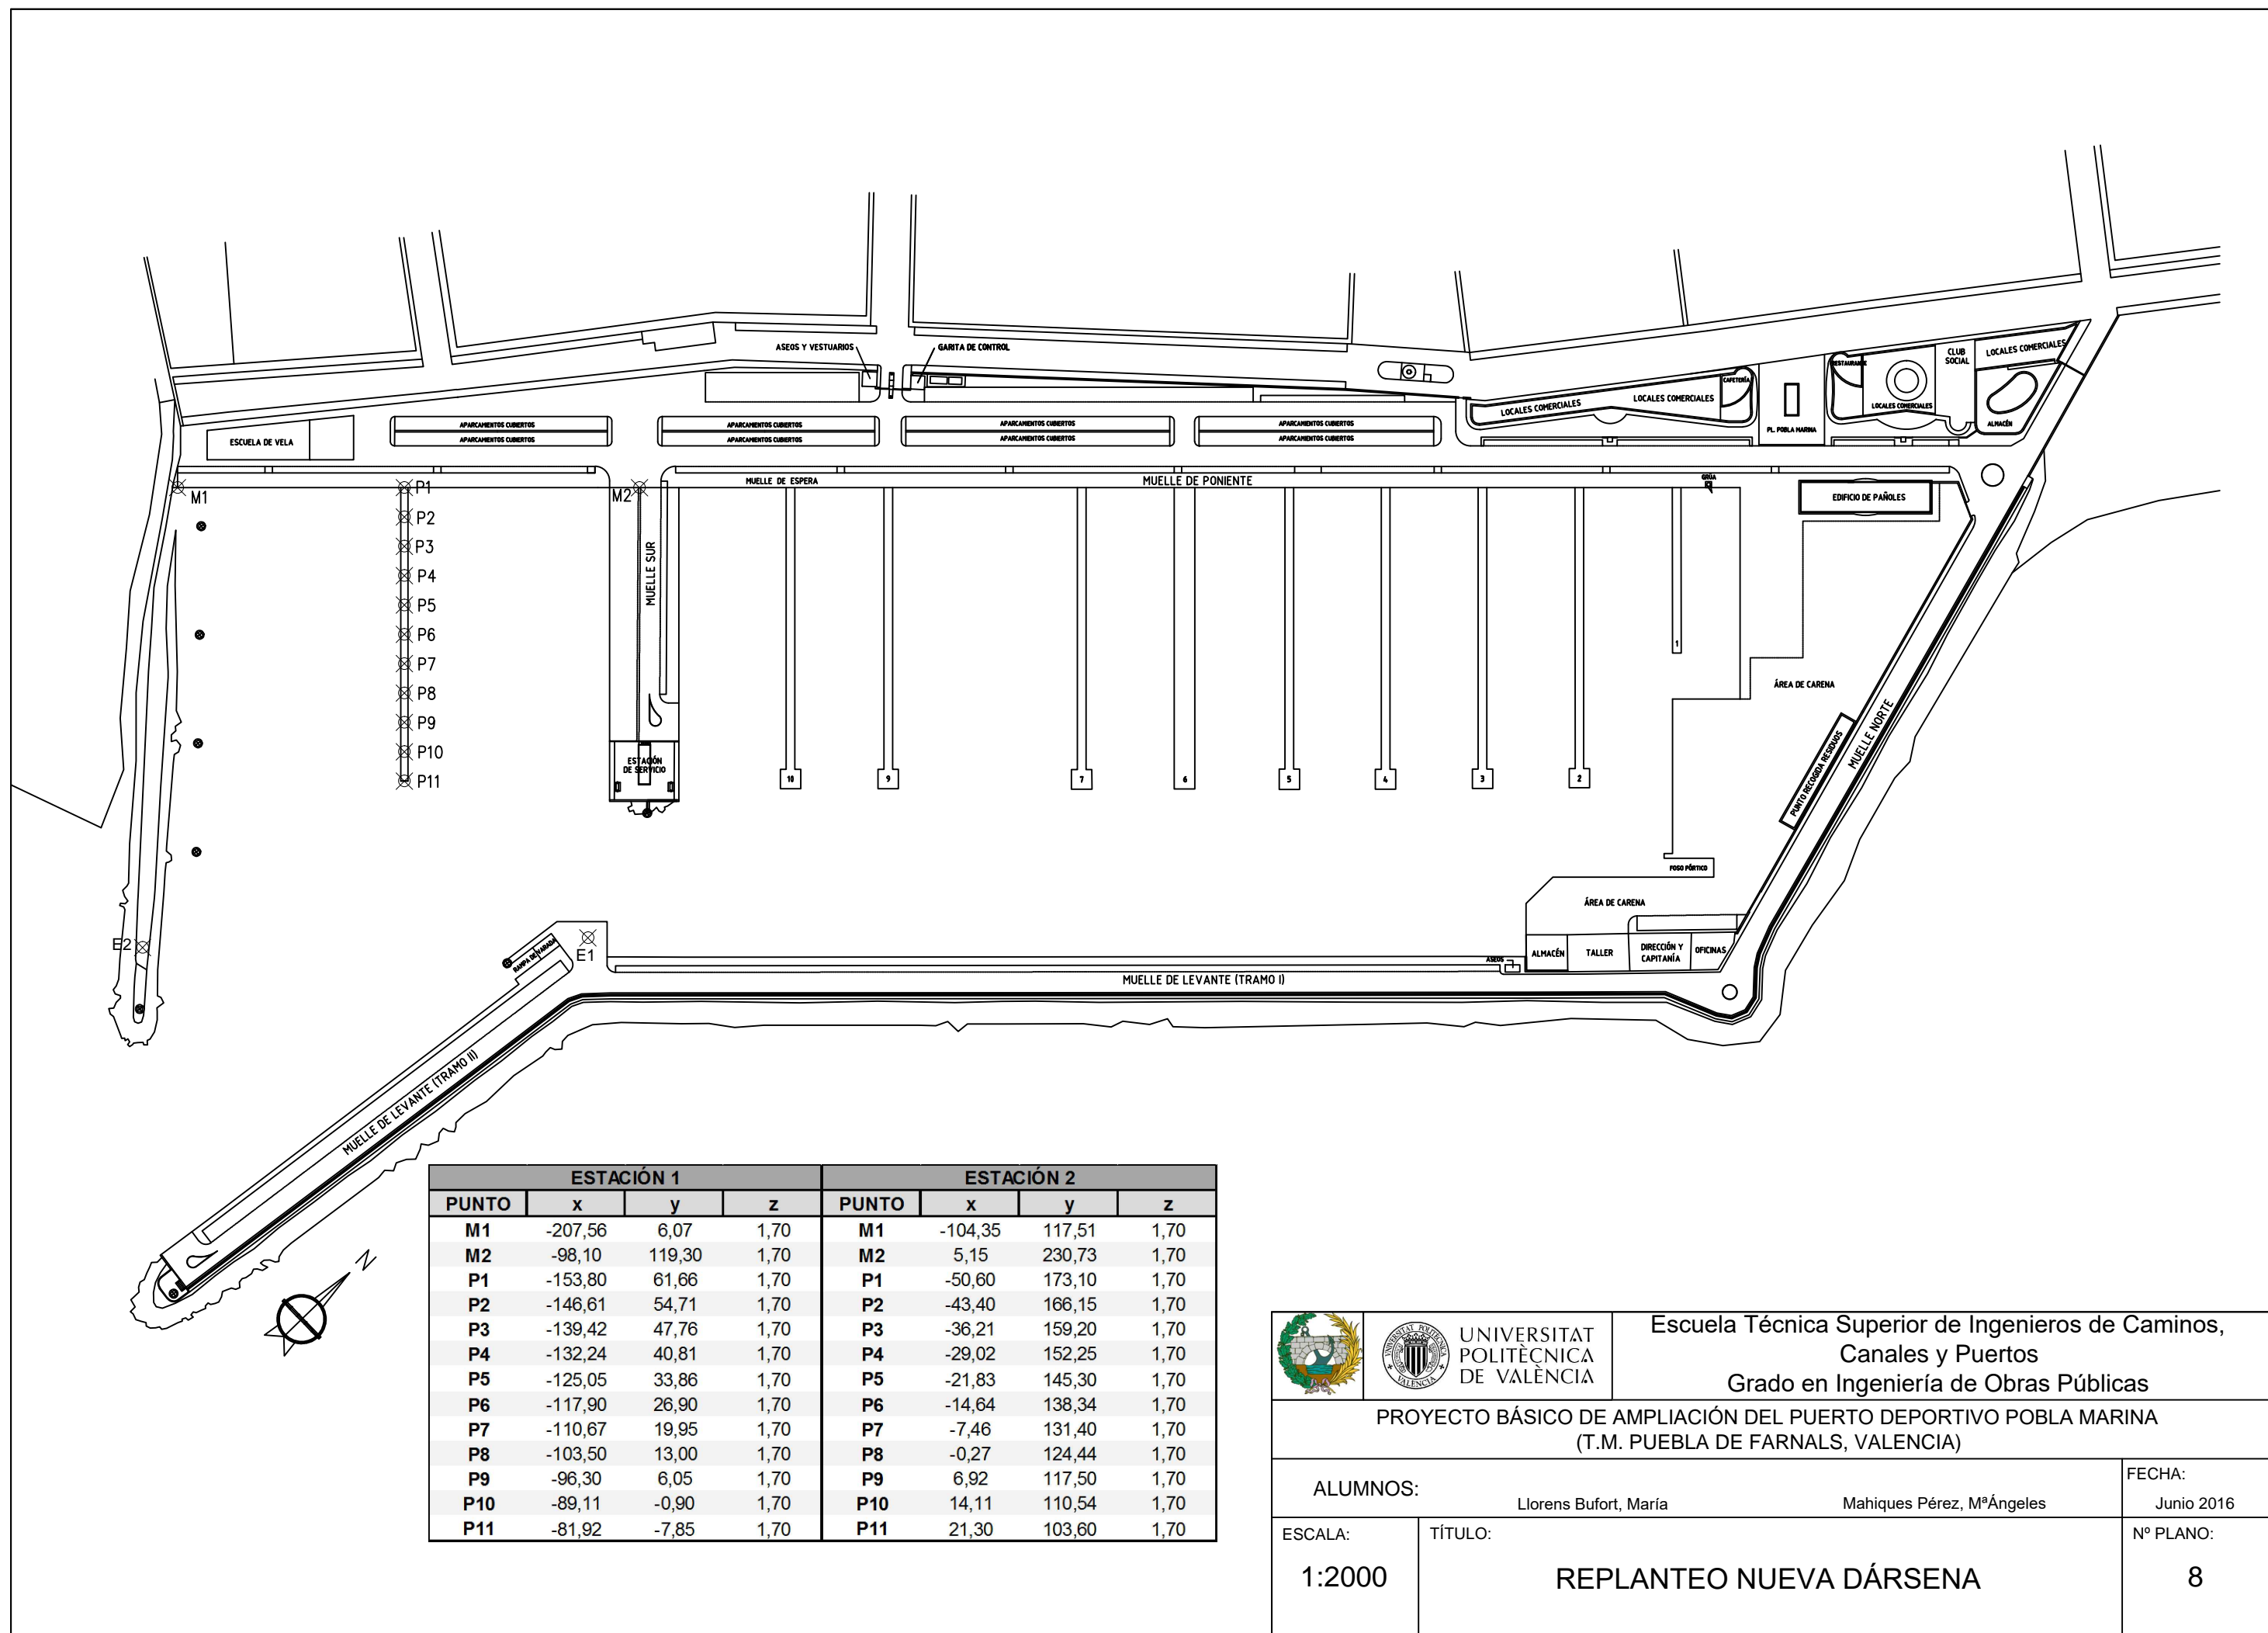 ASEOS Y VESTUARIOS
GARITA DE CONTROL
RESTAURANTE
CLUB
SOCIAL
LOCALES COMERCIALES
CAFETERÍA
LOCALES COMERCIALES
LOCALES COMERCIALES
LOCALES COMERCIALES
ALMACÉN
PL. POBLA MARINA
ESCUELA DE VELA
APARCAMIENTOS CUBIERTOS
APARCAMIENTOS CUBIERTOS
APARCAMIENTOS CUBIERTOS
APARCAMIENTOS CUBIERTOS
APARCAMIENTOS CUBIERTOS
APARCAMIENTOS CUBIERTOS
APARCAMIENTOS CUBIERTOS
APARCAMIENTOS CUBIERTOS
MUELLE DE ESPERA
MUELLE DE PONIENTE
GRÚA
EDIFICIO DE PAÑOLES
M1
P1
M2
P2
P3
P4
P5
P6
P7
P8
P9
P10
P11
MUELLE SUR
ESTACIÓN
DE SERVICIO
10
9
7
6
5
4
3
2
1
ÁREA DE CARENA
MUELLE NORTE
PUNTO RECOGIDA RESIDUOS
FOSO PÓRTICO
ÁREA DE CARENA
E2
E1
RAMPA DE VARADA
ASEOS
ALMACÉN
TALLER
DIRECCIÓN Y
CAPITANÍA
OFICINAS
MUELLE DE LEVANTE (TRAMO I)
MUELLE DE LEVANTE (TRAMO II)
N
ESTACIÓN 1 ESTACIÓN 2
PUNTO x y z PUNTO x y z
M1 -207,56 6,07 1,70 M1 -104,35 117,51 1,70
M2 -98,10 119,30 1,70 M2 5,15 230,73 1,70
P1 -153,80 61,66 1,70 P1 -50,60 173,10 1,70
P2 -146,61 54,71 1,70 P2 -43,40 166,15 1,70
P3 -139,42 47,76 1,70 P3 -36,21 159,20 1,70
P4 -132,24 40,81 1,70 P4 -29,02 152,25 1,70
P5 -125,05 33,86 1,70 P5 -21,83 145,30 1,70
P6 -117,90 26,90 1,70 P6 -14,64 138,34 1,70
P7 -110,67 19,95 1,70 P7 -7,46 131,40 1,70
P8 -103,50 13,00 1,70 P8 -0,27 124,44 1,70
P9 -96,30 6,05 1,70 P9 6,92 117,50 1,70
P10 -89,11 -0,90 1,70 P10 14,11 110,54 1,70
P11 -81,92 -7,85 1,70 P11 21,30 103,60 1,70
UNIVERSITAT POLITÈCNICA
VALENCIA
UNIVERSITAT
POLITÈCNICA
DE VALÈNCIA
Escuela Técnica Superior de Ingenieros de Caminos,
Canales y Puertos
Grado en Ingeniería de Obras Públicas
PROYECTO BÁSICO DE AMPLIACIÓN DEL PUERTO DEPORTIVO POBLA MARINA
(T.M. PUEBLA DE FARNALS, VALENCIA)
ALUMNOS:
Llorens Bufort, María
Mahiques Pérez, MªÁngeles
FECHA:
Junio 2016
ESCALA:
1:2000
TÍTULO:
REPLANTEO NUEVA DÁRSENA
Nº PLANO:
8